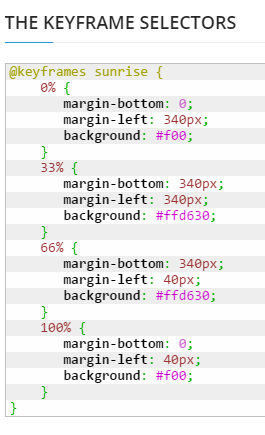 THE KEYFRAME SELECTORS
@keyframes sunrise {
0% {
margin-bottom: 0;
margin-left: 340px;
background: #f00;
}
33% {
margin-bottom: 340px;
margin-left: 340px;
background: #ffd630;
}
66% {
margin-bottom: 340px;
margin-left: 40px;
background: #ffd630;
}
100% {
margin-bottom: 0;
margin-left: 40px;
background: #f00;
}
}